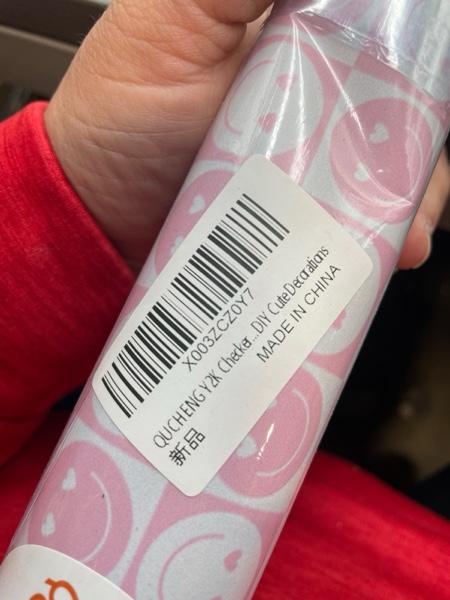 X003ZCZ0Y7
QUCHENG Y2K Checker...DIY Cute Decorations
新品 MADE IN CHINA